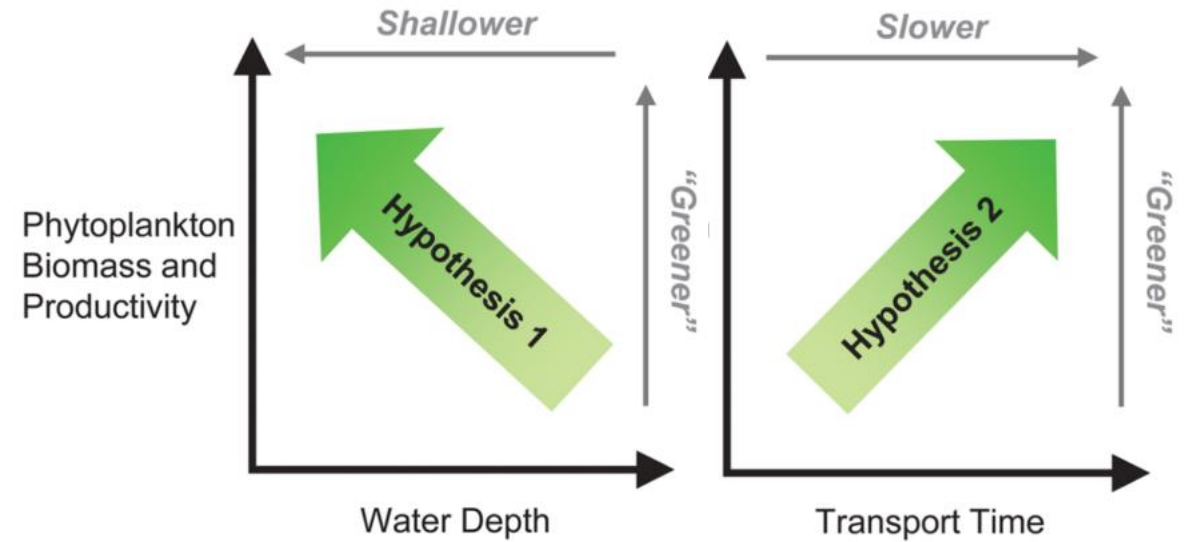 Shallower
Slower
Phytoplankton
Biomass and
Productivity
Hypothesis 1
"Greener"
Hypothesis 2
"Greener"
Water Depth
Transport Time